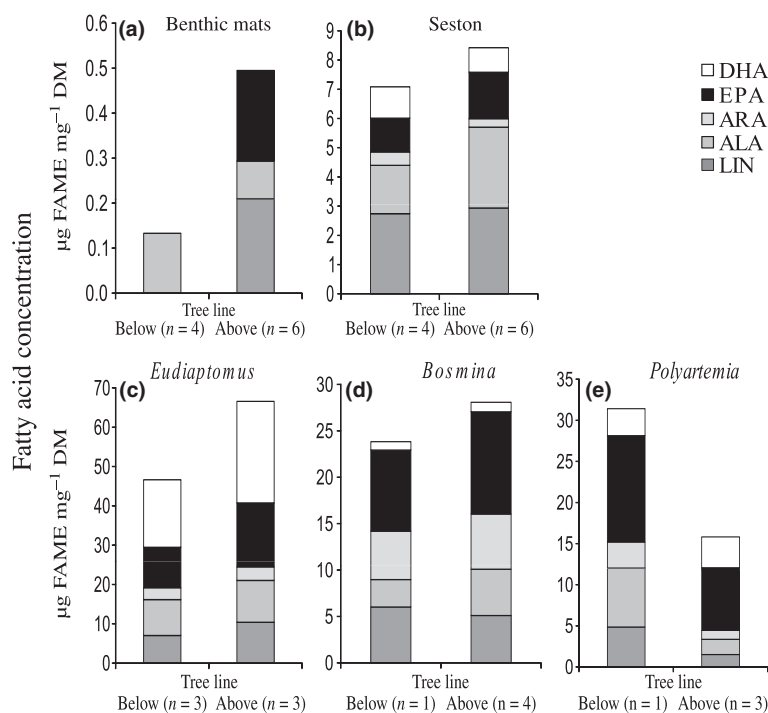 (a) Benthic mats
0.6
0.5
0.4
0.3
0.2
0.1
0.0
Tree line
Below (n = 4) Above (n = 6)
(b) Seston
9
8
7
6
5
4
3
2
1
0
Tree line
Below (n = 4) Above (n = 6)
DHA
EPA
ARA
ALA
LIN
Fatty acid concentration
µg FAME mg⁻¹ DM
µg FAME mg⁻¹ DM
(c) Eudiaptomus
70
60
50
40
30
20
10
0
Tree line
Below (n = 3) Above (n = 3)
(d) Bosmina
30
25
20
15
10
5
0
Tree line
Below (n = 1) Above (n = 4)
(e) Polyartemia
35
30
25
20
15
10
5
0
Tree line
Below (n = 1) Above (n = 3)